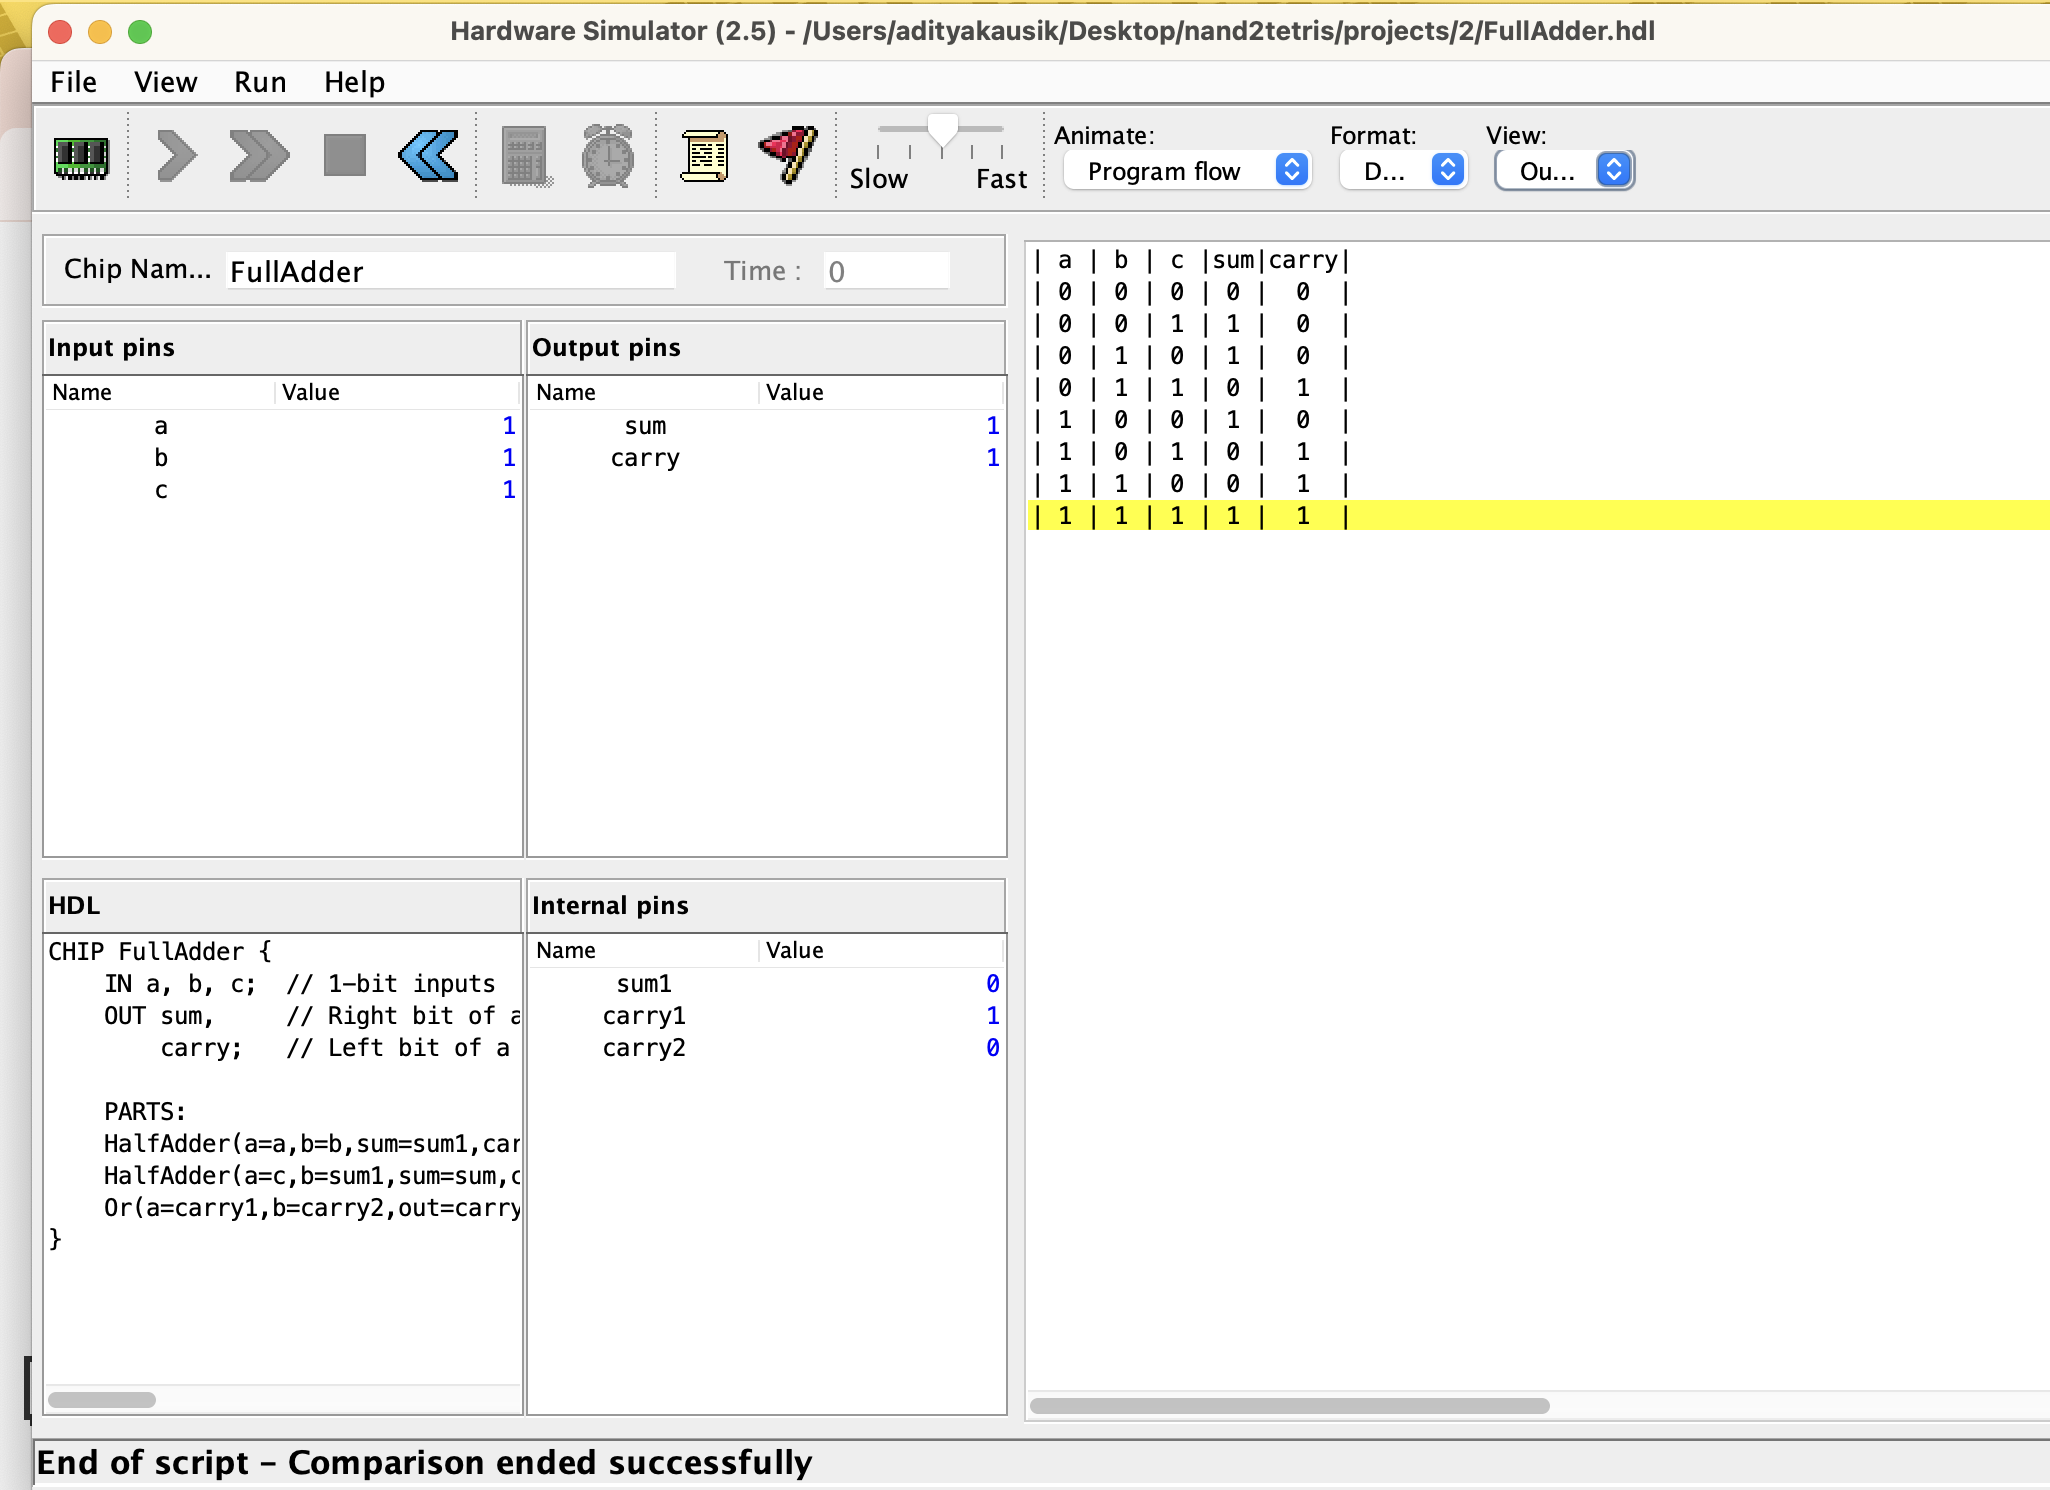 Hardware Simulator (2.5) - /Users/adityakausik/Desktop/nand2tetris/projects/2/FullAdder.hdl
File View Run Help
Slow Fast
Animate: Format: View:
Program flow D... Ou...
Chip Nam... FullAdder Time : 0
Input pins
Name Value
a 1
b 1
c 1
Output pins
Name Value
sum 1
carry 1
| a | b | c |sum|carry|
| 0 | 0 | 0 | 0 |  0  |
| 0 | 0 | 1 | 1 |  0  |
| 0 | 1 | 0 | 1 |  0  |
| 0 | 1 | 1 | 0 |  1  |
| 1 | 0 | 0 | 1 |  0  |
| 1 | 0 | 1 | 0 |  1  |
| 1 | 1 | 0 | 0 |  1  |
| 1 | 1 | 1 | 1 |  1  |
HDL
CHIP FullAdder {
    IN a, b, c;  // 1-bit inputs
    OUT sum,     // Right bit of a
        carry;   // Left bit of a
    PARTS:
    HalfAdder(a=a,b=b,sum=sum1,car
    HalfAdder(a=c,b=sum1,sum=sum,c
    Or(a=carry1,b=carry2,out=carry
}
Internal pins
Name Value
sum1 0
carry1 1
carry2 0
End of script - Comparison ended successfully